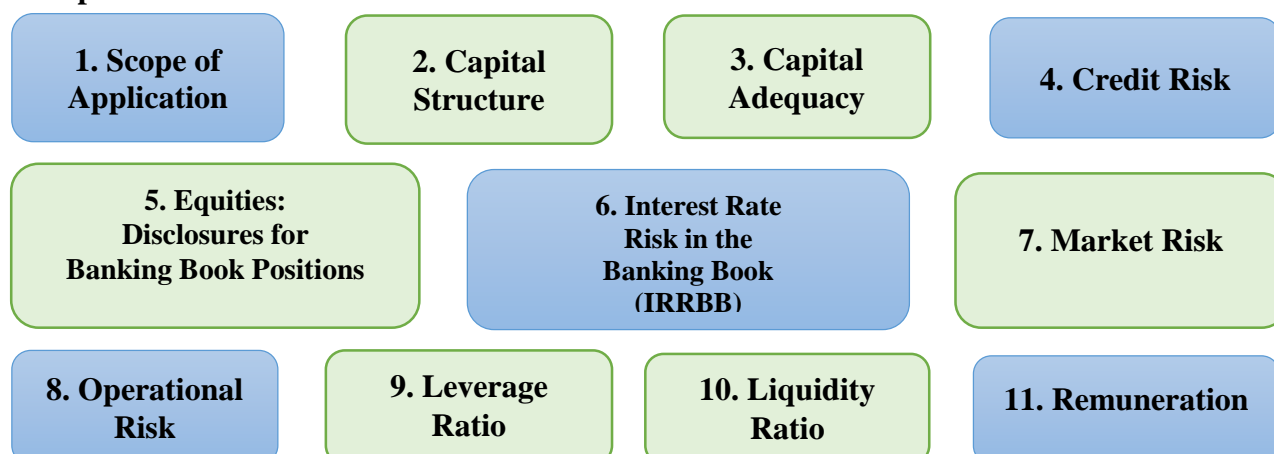 1. Scope of
Application
2. Capital
Structure
3. Capital
Adequacy
4. Credit Risk
5. Equities:
Disclosures for
Banking Book Positions
6. Interest Rate
Risk in the
Banking Book
(IRRBB)
7. Market Risk
8. Operational
Risk
9. Leverage
Ratio
10. Liquidity
Ratio
11. Remuneration